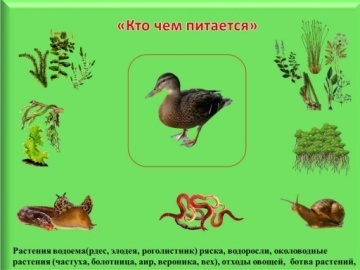 «Кто чем питается»
Растения водоема(рдес, злодея, роголистник) ряска, водоросли, околоводные
растения (частуха, болотница, аир, вероника, вех), отходы овощей, ботва растений,